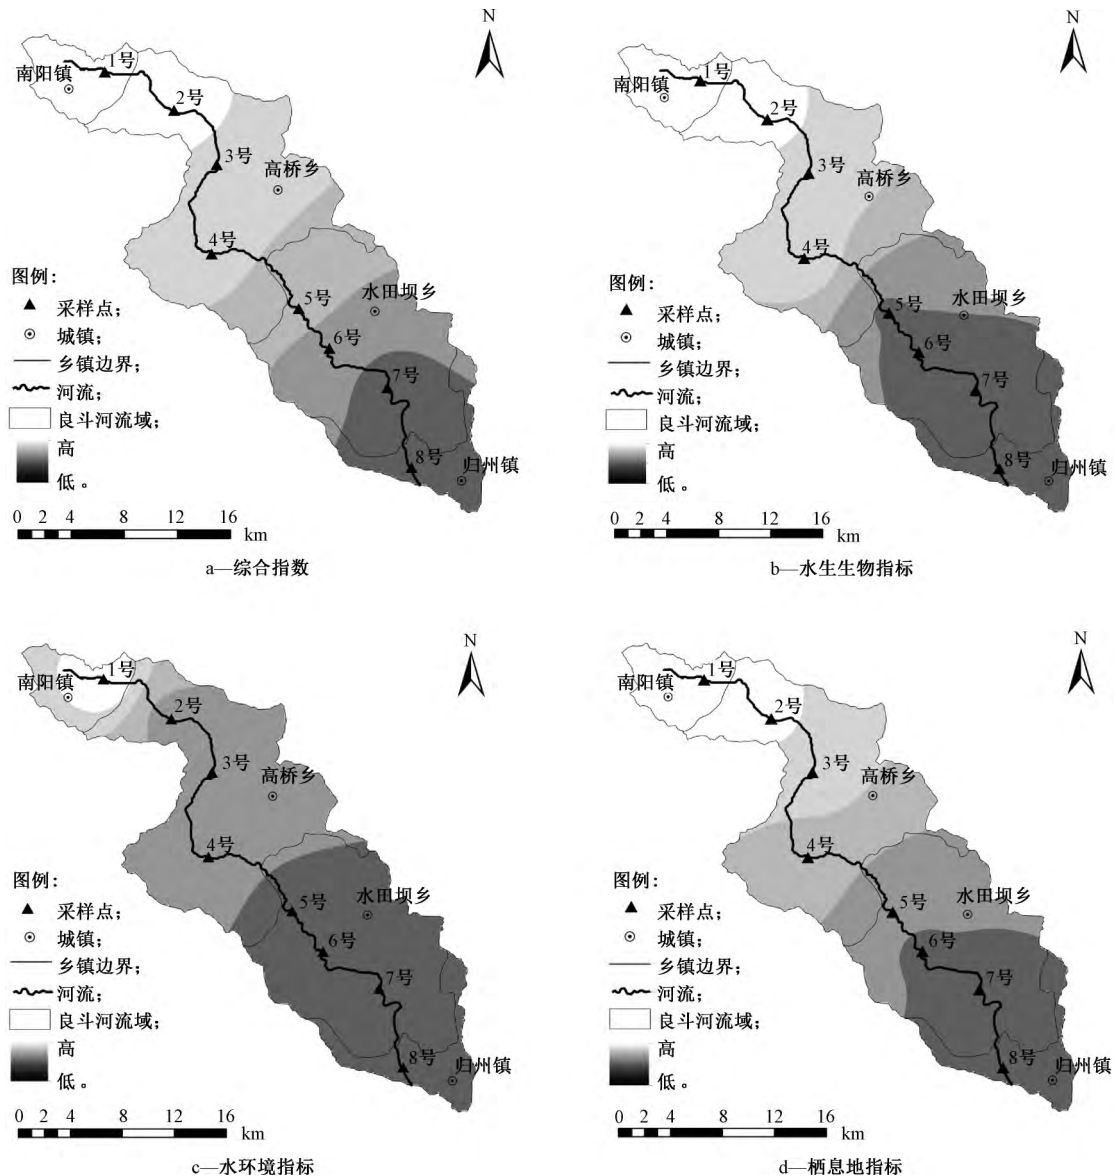 N
1号
南阳镇
2号
3号
高桥乡
4号
图例：
采样点；
5号
水田坝乡
城镇；
6号
乡镇边界；
7号
河流；
良斗河流域；
高
8号
归州镇
低。
0 2 4 8 12 16
km
a—综合指数
N
1号
南阳镇
2号
3号
高桥乡
4号
图例：
采样点；
5号
水田坝乡
城镇；
6号
乡镇边界；
7号
河流；
良斗河流域；
高
8号
归州镇
低。
0 2 4 8 12 16
km
b—水生生物指标
N
1号
南阳镇
2号
3号
高桥乡
4号
图例：
采样点；
5号
水田坝乡
城镇；
6号
乡镇边界；
7号
河流；
良斗河流域；
高
8号
归州镇
低。
0 2 4 8 12 16
km
c—水环境指标
N
1号
南阳镇
2号
3号
高桥乡
4号
图例：
采样点；
5号
水田坝乡
城镇；
6号
乡镇边界；
7号
河流；
良斗河流域；
高
8号
归州镇
低。
0 2 4 8 12 16
km
d—栖息地指标